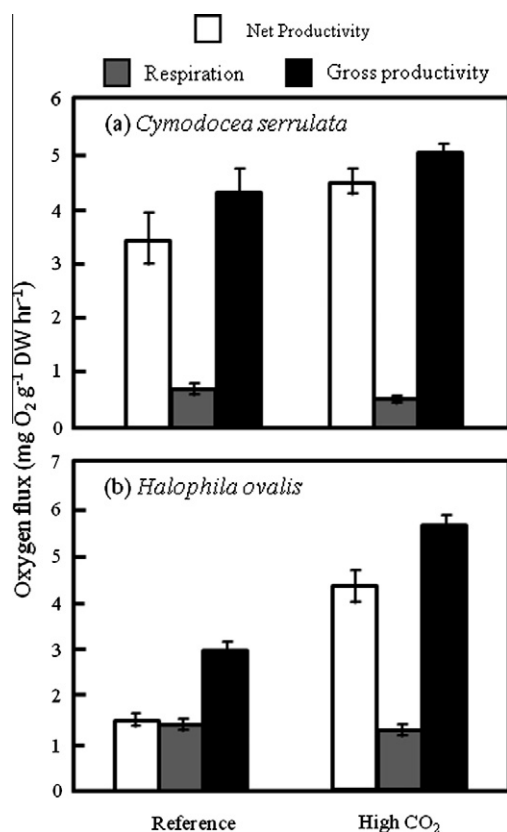 Net Productivity
Respiration
Gross productivity
6
(a) Cymodocea serrulata
5
4
3
2
1
0
7
(b) Halophila ovalis
6
5
4
3
2
1
0
Oxygen flux (mg O₂ g⁻¹ DW hr⁻¹)
Reference
High CO₂